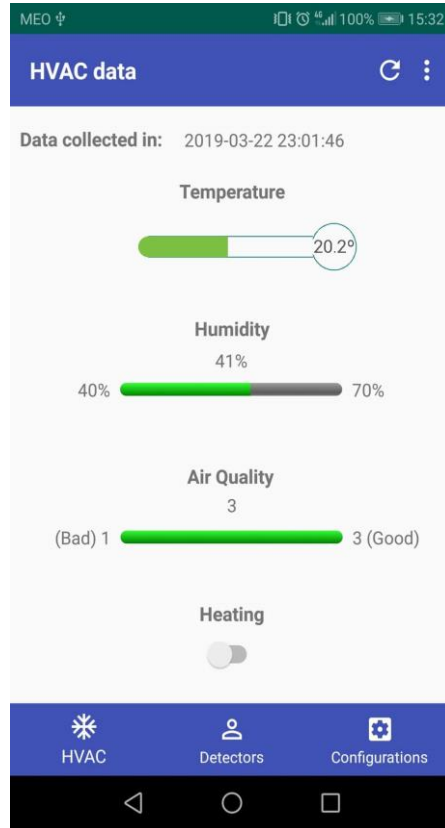 MEO 4G 100% 15:32
HVAC data
Data collected in: 2019-03-22 23:01:46
Temperature
20.2º
Humidity
41%
40% 70%
Air Quality
3
(Bad) 1 3 (Good)
Heating
HVAC Detectors Configurations